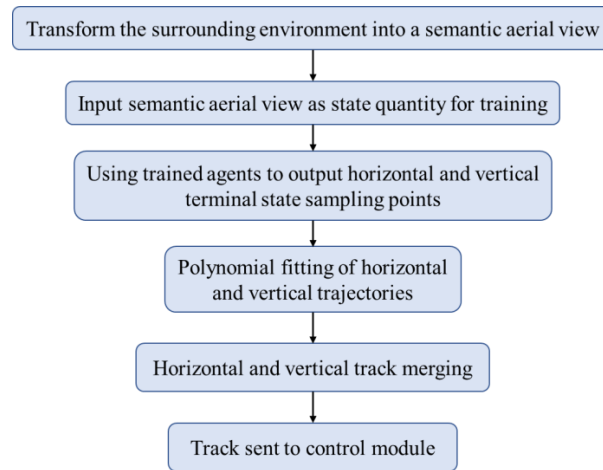 Transform the surrounding environment into a semantic aerial view
Input semantic aerial view as state quantity for training
Using trained agents to output horizontal and vertical
terminal state sampling points
Polynomial fitting of horizontal
and vertical trajectories
Horizontal and vertical track merging
Track sent to control module